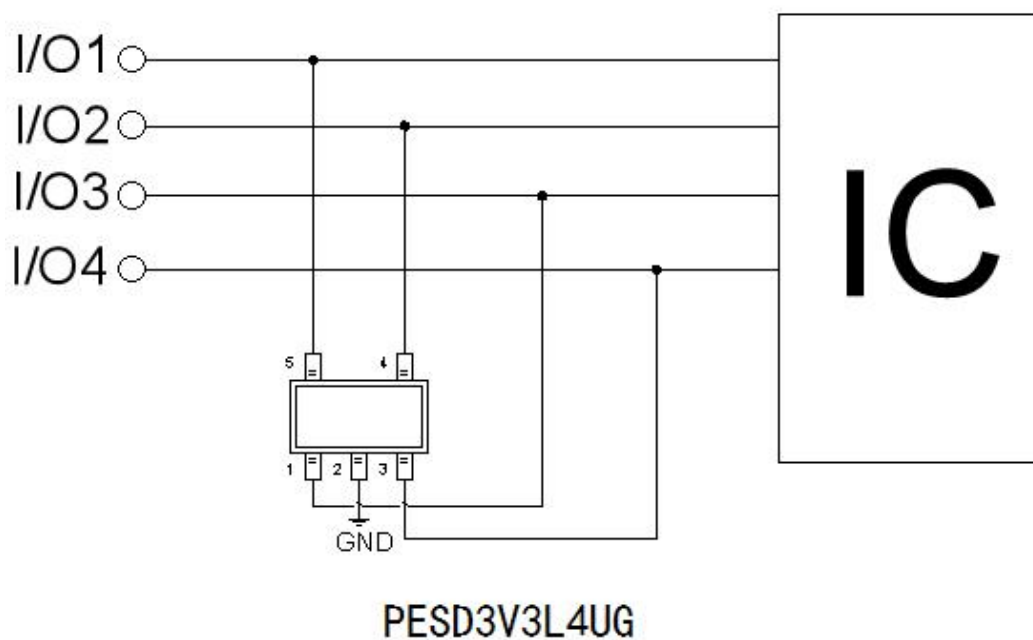 I/O1
I/O2
I/O3
I/O4
IC
5 4
1 2 3
GND
PESD3V3L4UG